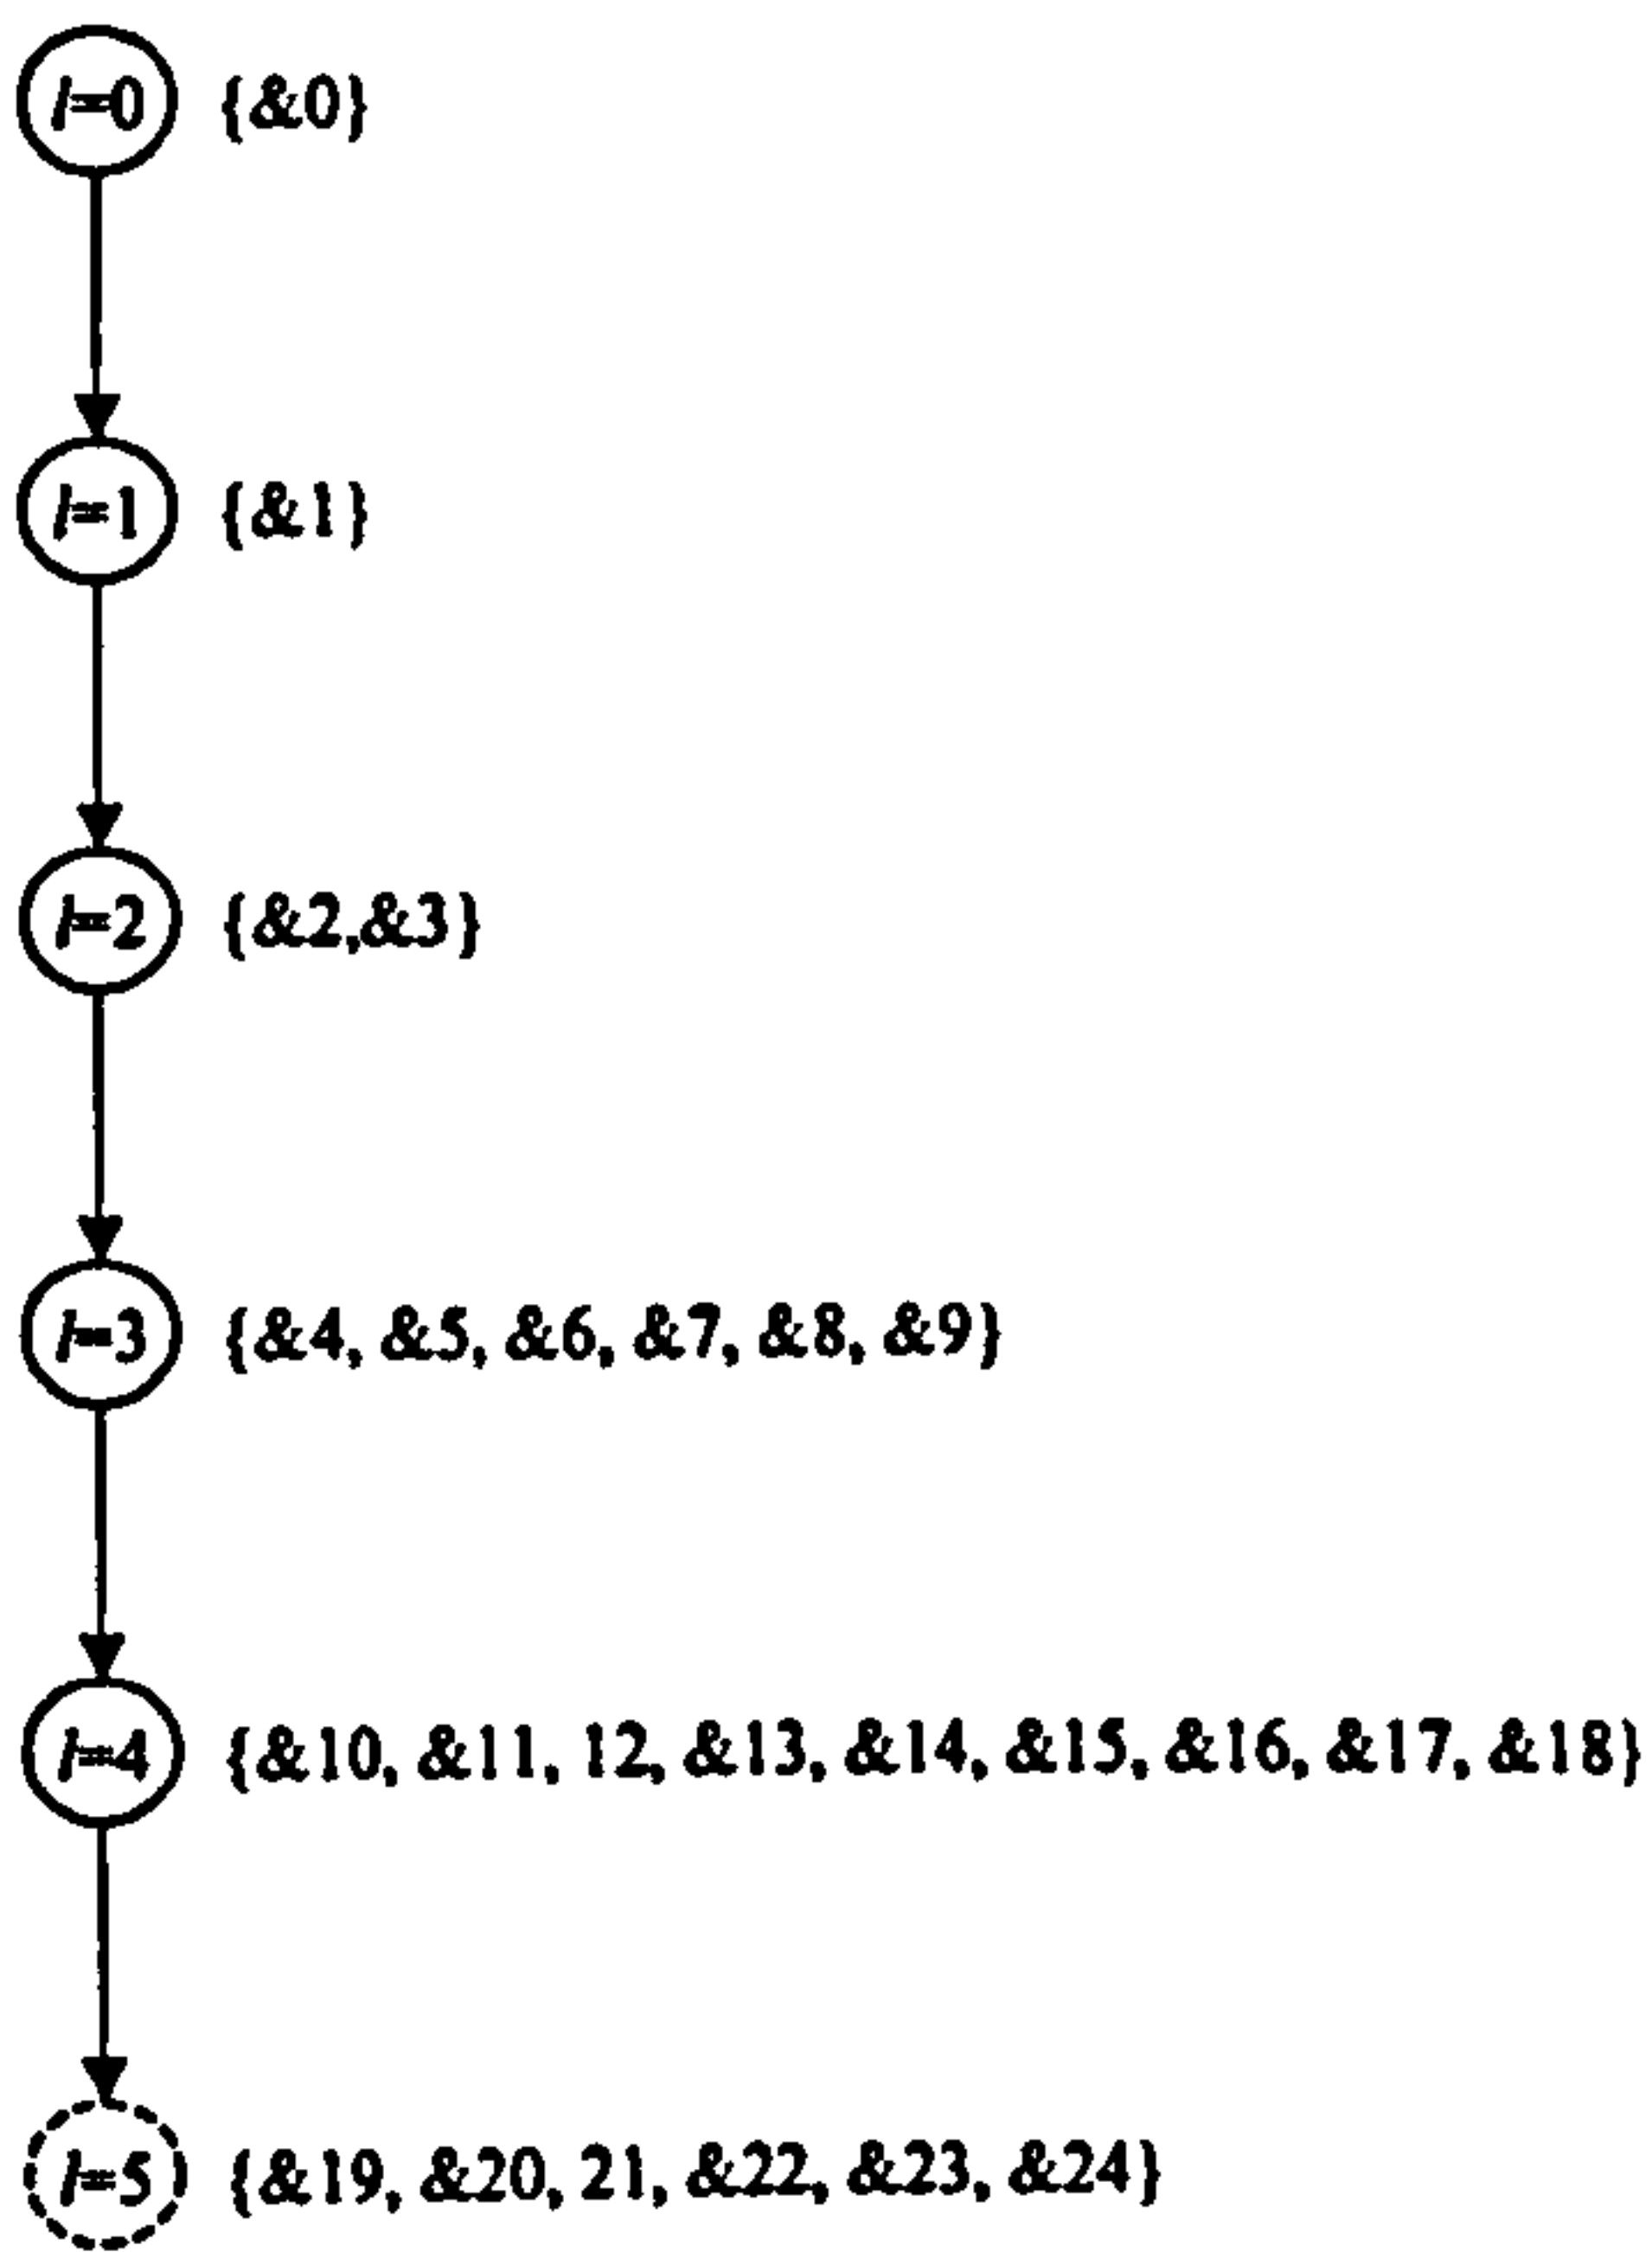 l=0 {&0}
l=1 {&1}
l=2 {&2,&3}
l=3 {&4, &5, &6, &7, &8, &9}
l=4 {&10, &11, 12, &13, &14, &15, &16, &17, &18}
l=5 {&19, &20, 21, &22, &23, &24}